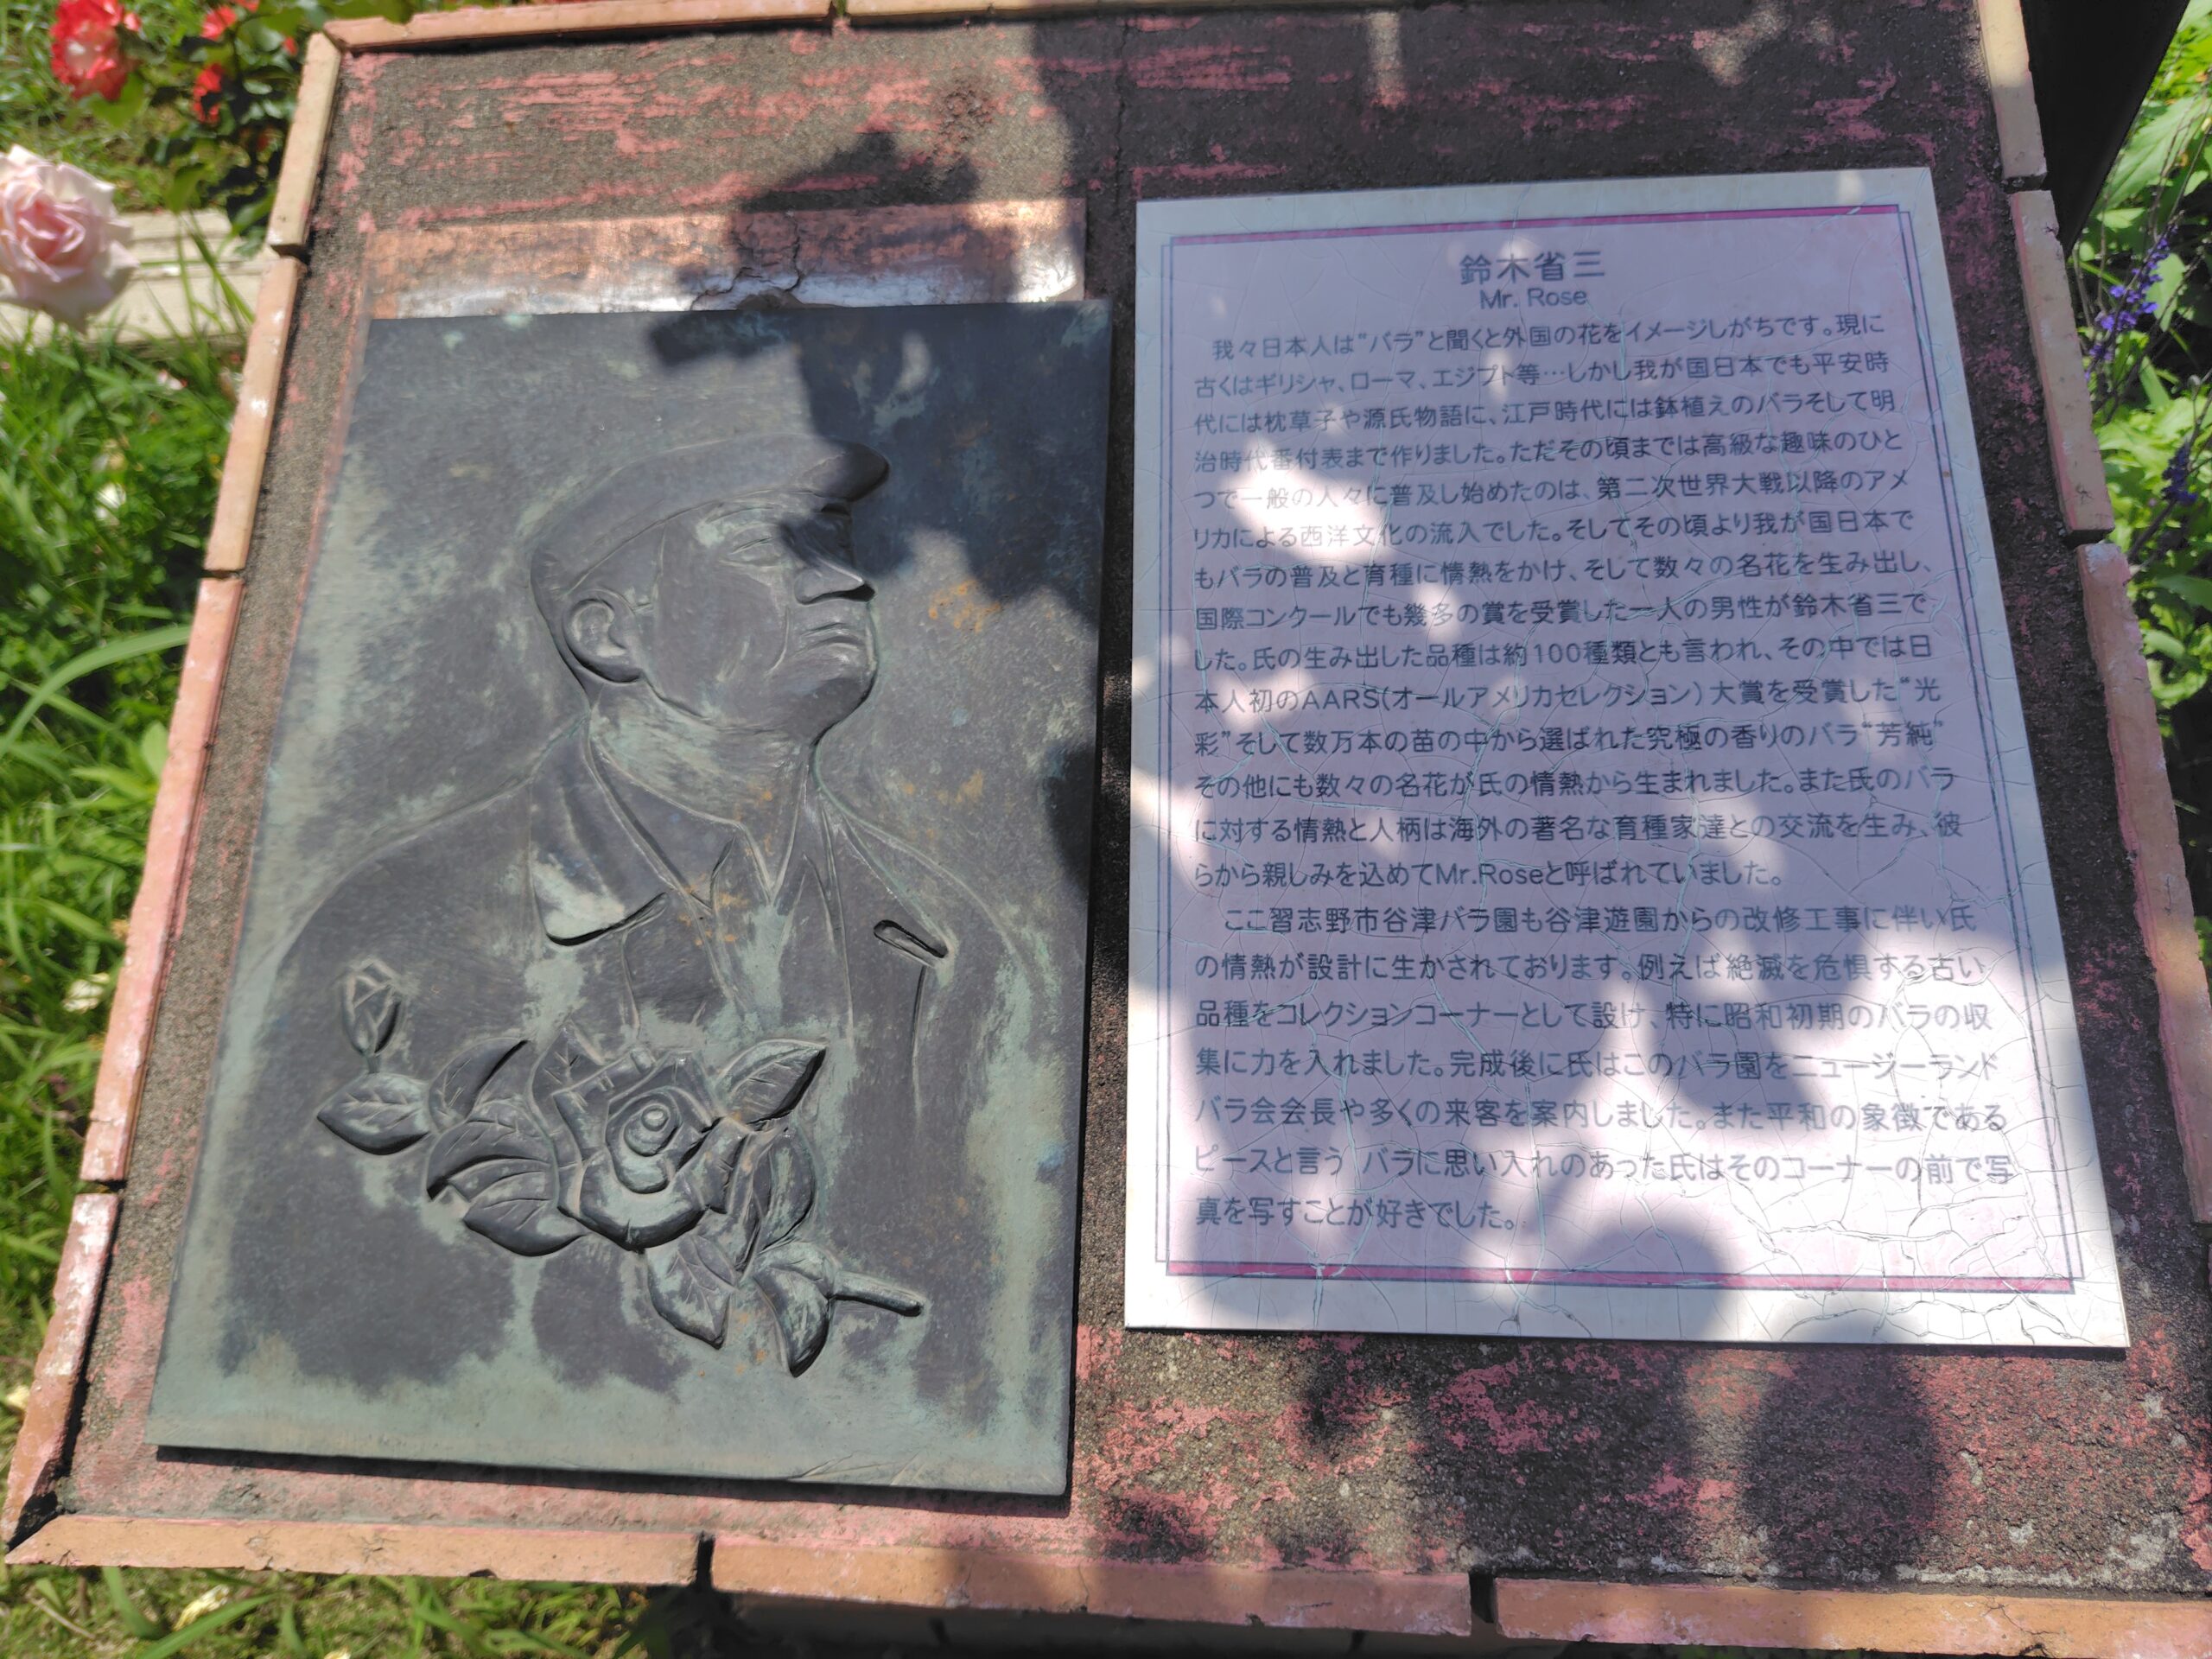 鈴木省三
Mr. Rose
我々日本人は“バラ”と聞くと外国の花をイメージしがちです。現に
古くはギリシャ、ローマ、エジプト等…しかし我が国日本でも平安時
代には枕草子や源氏物語に、江戸時代には鉢植えのバラそして明
治時代番付表まで作りました。ただその頃までは高級な趣味のひと
つで一般の人々に普及し始めたのは、第二次世界大戦以降のアメ
リカによる西洋文化の流入でした。そしてその頃より我が国日本で
もバラの普及と育種に情熱をかけ、そして数々の名花を生み出し、
国際コンクールでも幾多の賞を受賞した一人の男性が鈴木省三で
した。氏の生み出した品種は約100種類とも言われ、その中では日
本人初のAARS(オールアメリカセレクション)大賞を受賞した“光
彩”そして数万本の苗の中から選ばれた究極の香りのバラ“芳純”
その他にも数々の名花が氏の情熱から生まれました。また氏のバラ
に対する情熱と人柄は海外の著名な育種家達との交流を生み、彼
らから親しみを込めてMr.Roseと呼ばれていました。
ここ習志野市谷津バラ園も谷津遊園からの改修工事に伴い氏
の情熱が設計に生かされております。例えば絶滅を危惧する古い
品種をコレクションコーナーとして設け、特に昭和初期のバラの収
集に力を入れました。完成後に氏はこのバラ園をニュージーランド
バラ会会長や多くの来客を案内しました。また平和の象徴である
ピースと言う バラに思い入れのあった氏はそのコーナーの前で写
真を写すことが好きでした。